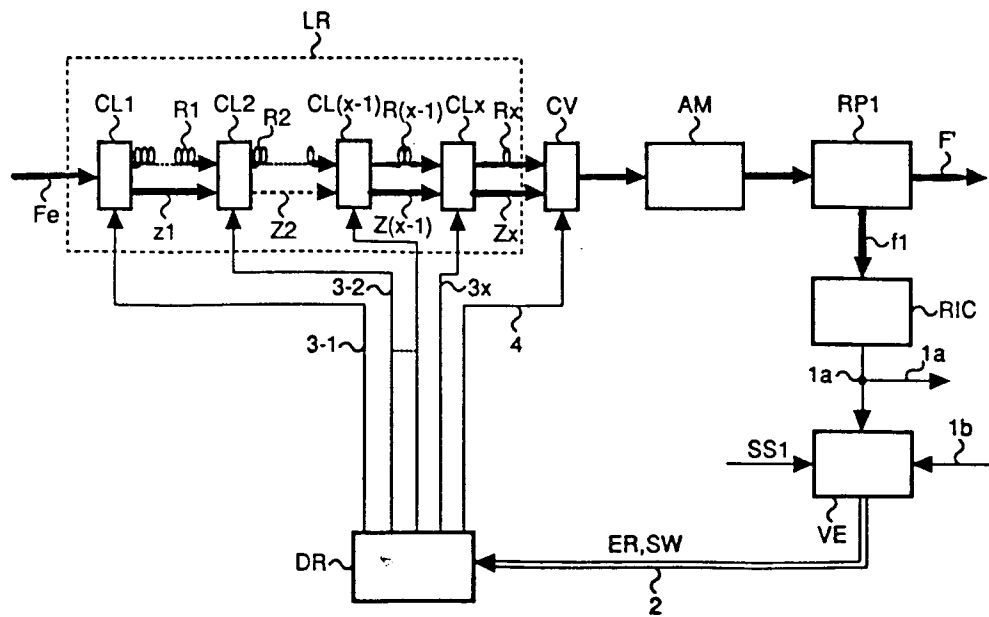 LR
CL1 R1 CL2 R2 CL(x-1) R(x-1) CLx Rx CV AM RP1
Fe z1 Z2 Z(x-1) Zx F'
f1
3-2 3x RIC
3-1 4
1a 1a
SS1 1b
VE
DR ER,SW
2